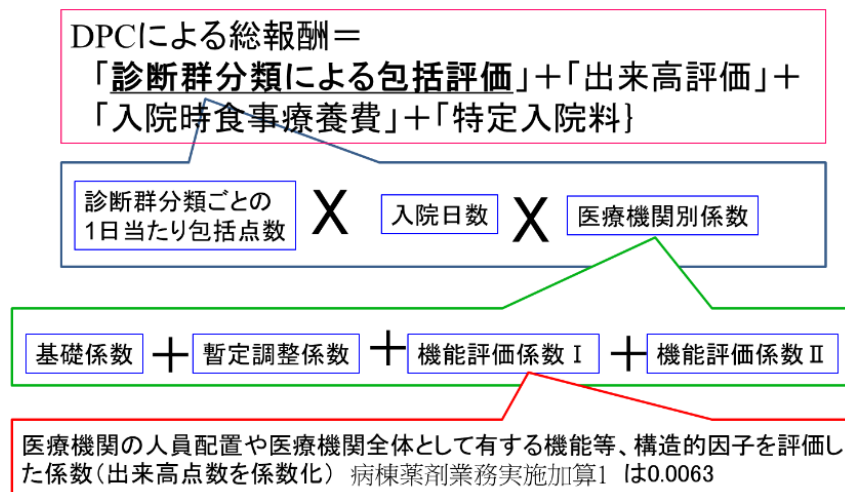 DPCによる総報酬＝
「診断群分類による包括評価」＋「出来高評価」＋
「入院時食事療養費」＋「特定入院料}
診断群分類ごとの
1日当たり包括点数
X
入院日数
X
医療機関別係数
基礎係数
＋
暫定調整係数
＋
機能評価係数Ⅰ
＋
機能評価係数Ⅱ
医療機関の人員配置や医療機関全体として有する機能等、構造的因子を評価し
た係数(出来高点数を係数化) 病棟薬剤業務実施加算1 は0.0063